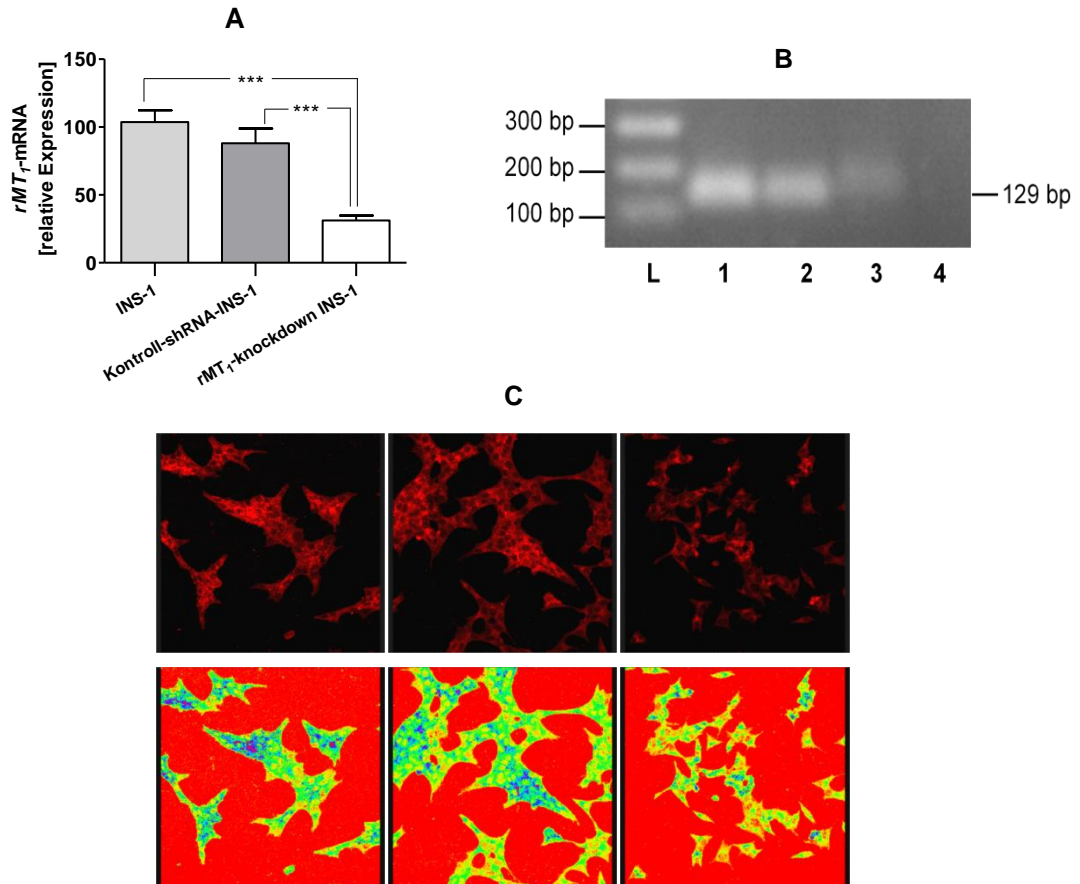 A
rMT1-mRNA
[relative Expression]
150
100
50
0
***
***
INS-1
Kontroll-shRNA-INS-1
rMT1-knockdown INS-1
B
300 bp
200 bp
100 bp
129 bp
L 1 2 3 4
C